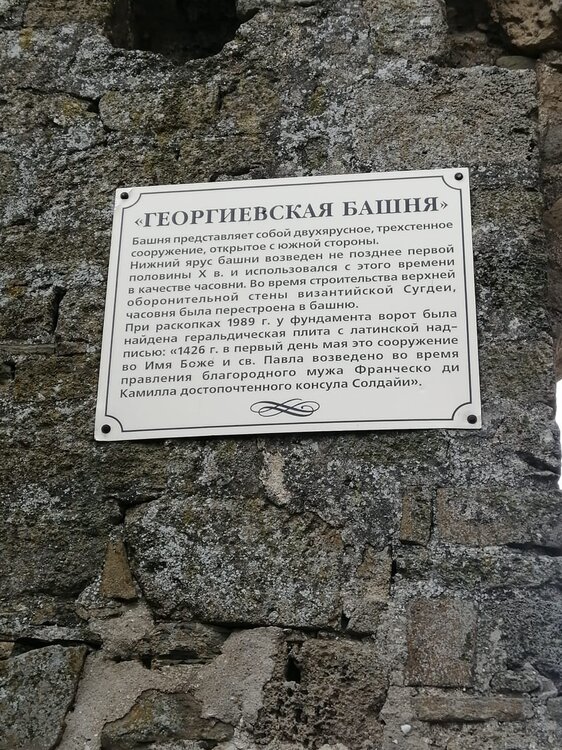 «ГЕОРГИЕВСКАЯ БАШНЯ»
Башня представляет собой двухярусное, трехстенное
сооружение, открытое с южной стороны.
Нижний ярус башни возведен не позднее первой
половины X в. и использовался с этого времени
в качестве часовни. Во время строительства верхней
оборонительной стены византийской Сугдеи,
часовня была перестроена в башню.
При раскопках 1989 г. у фундамента ворот была
найдена геральдическая плита с латинской над-
писью: «1426 г. в первый день мая это сооружение
во Имя Боже и св. Павла возведено во время
правления благородного мужа Франческо ди
Камилла достопочтенного консула Солдайи».